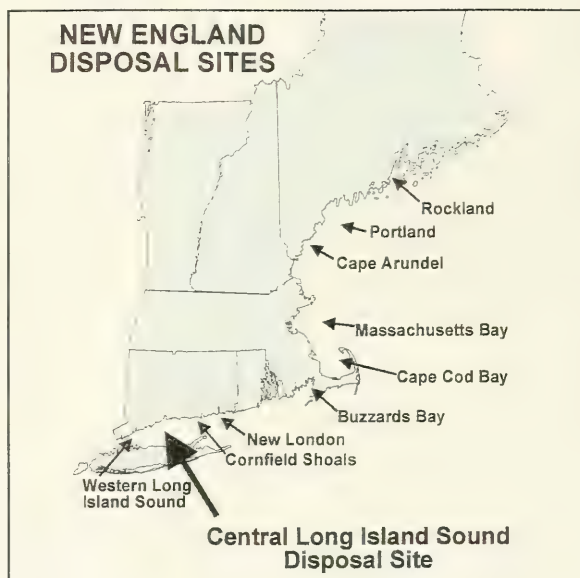 NEW ENGLAND
DISPOSAL SITES
Rockland
Portland
Cape Arundel
Massachusetts Bay
Cape Cod Bay
Buzzards Bay
New London
Cornfield Shoals
Western Long
Island Sound
Central Long Island Sound
Disposal Site